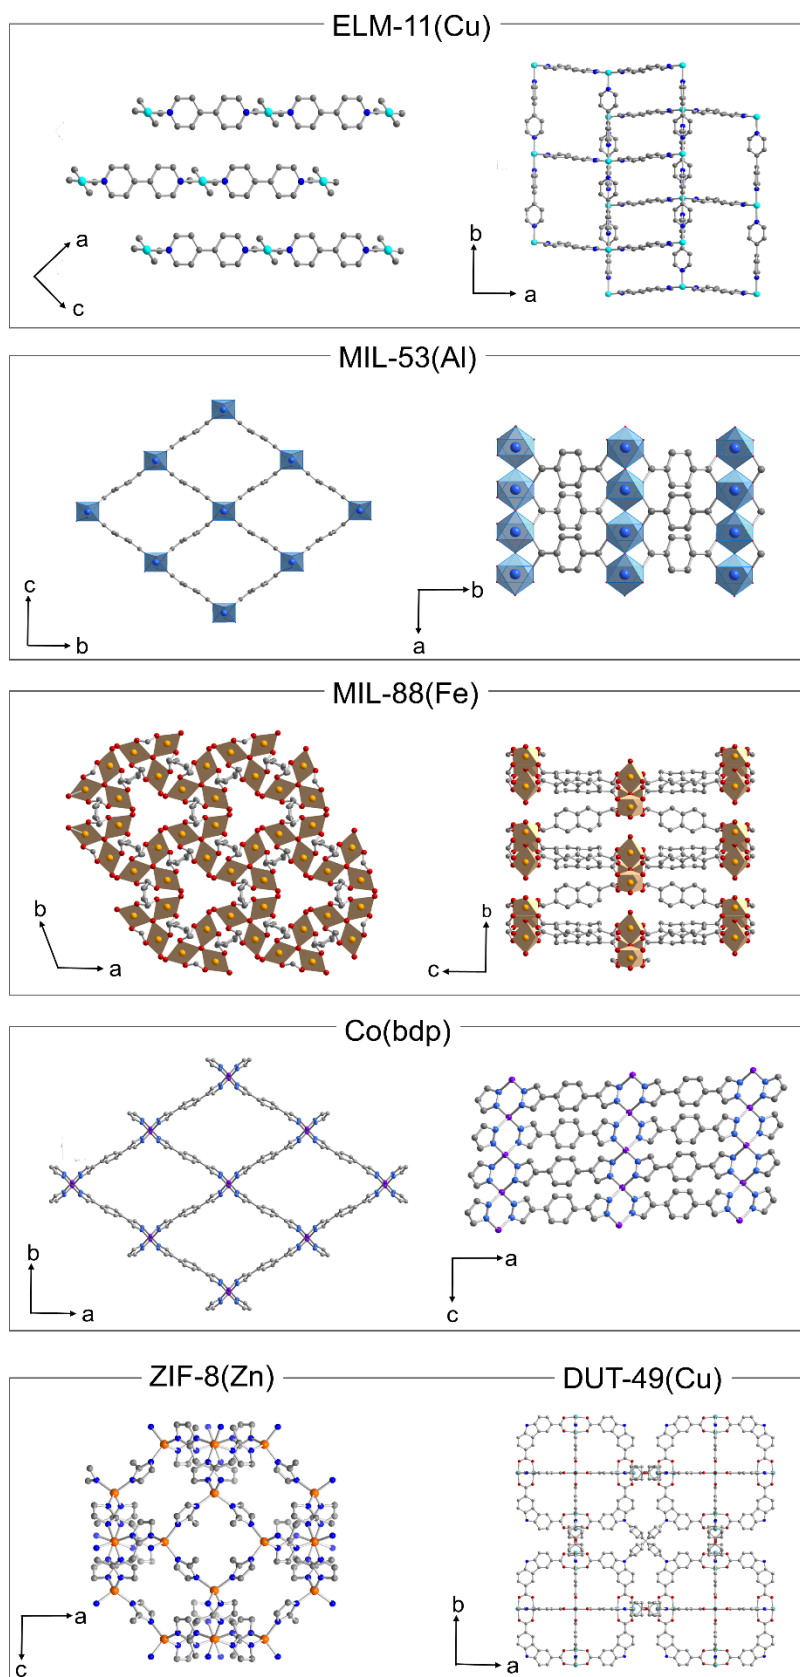 ELM-11(Cu)
a
c
b
a
MIL-53(Al)
c
b
b
a
MIL-88(Fe)
b
a
b
c
Co(bdp)
b
a
a
c
ZIF-8(Zn)
DUT-49(Cu)
a
c
b
a